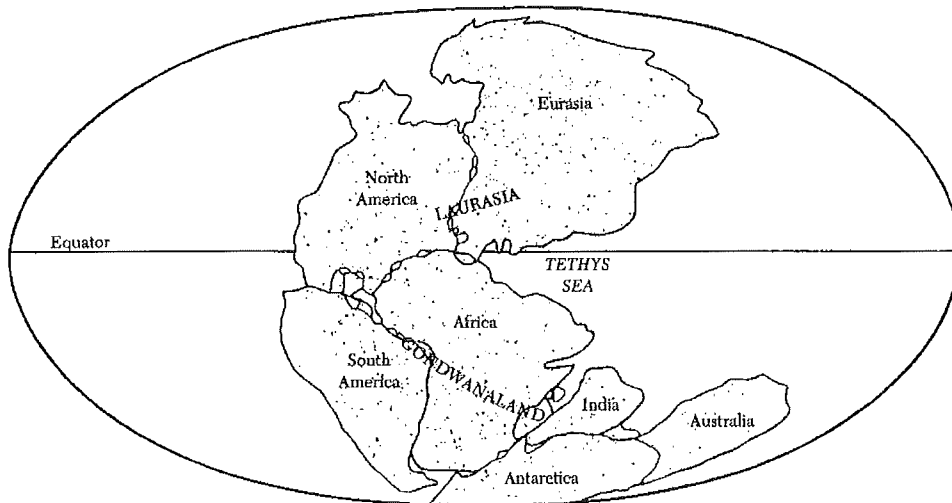 Eurasia
North
America
LAURASIA
Equator
TETHYS
SEA
Africa
South
America
GONDWANALAND
India
Australia
Antarctica